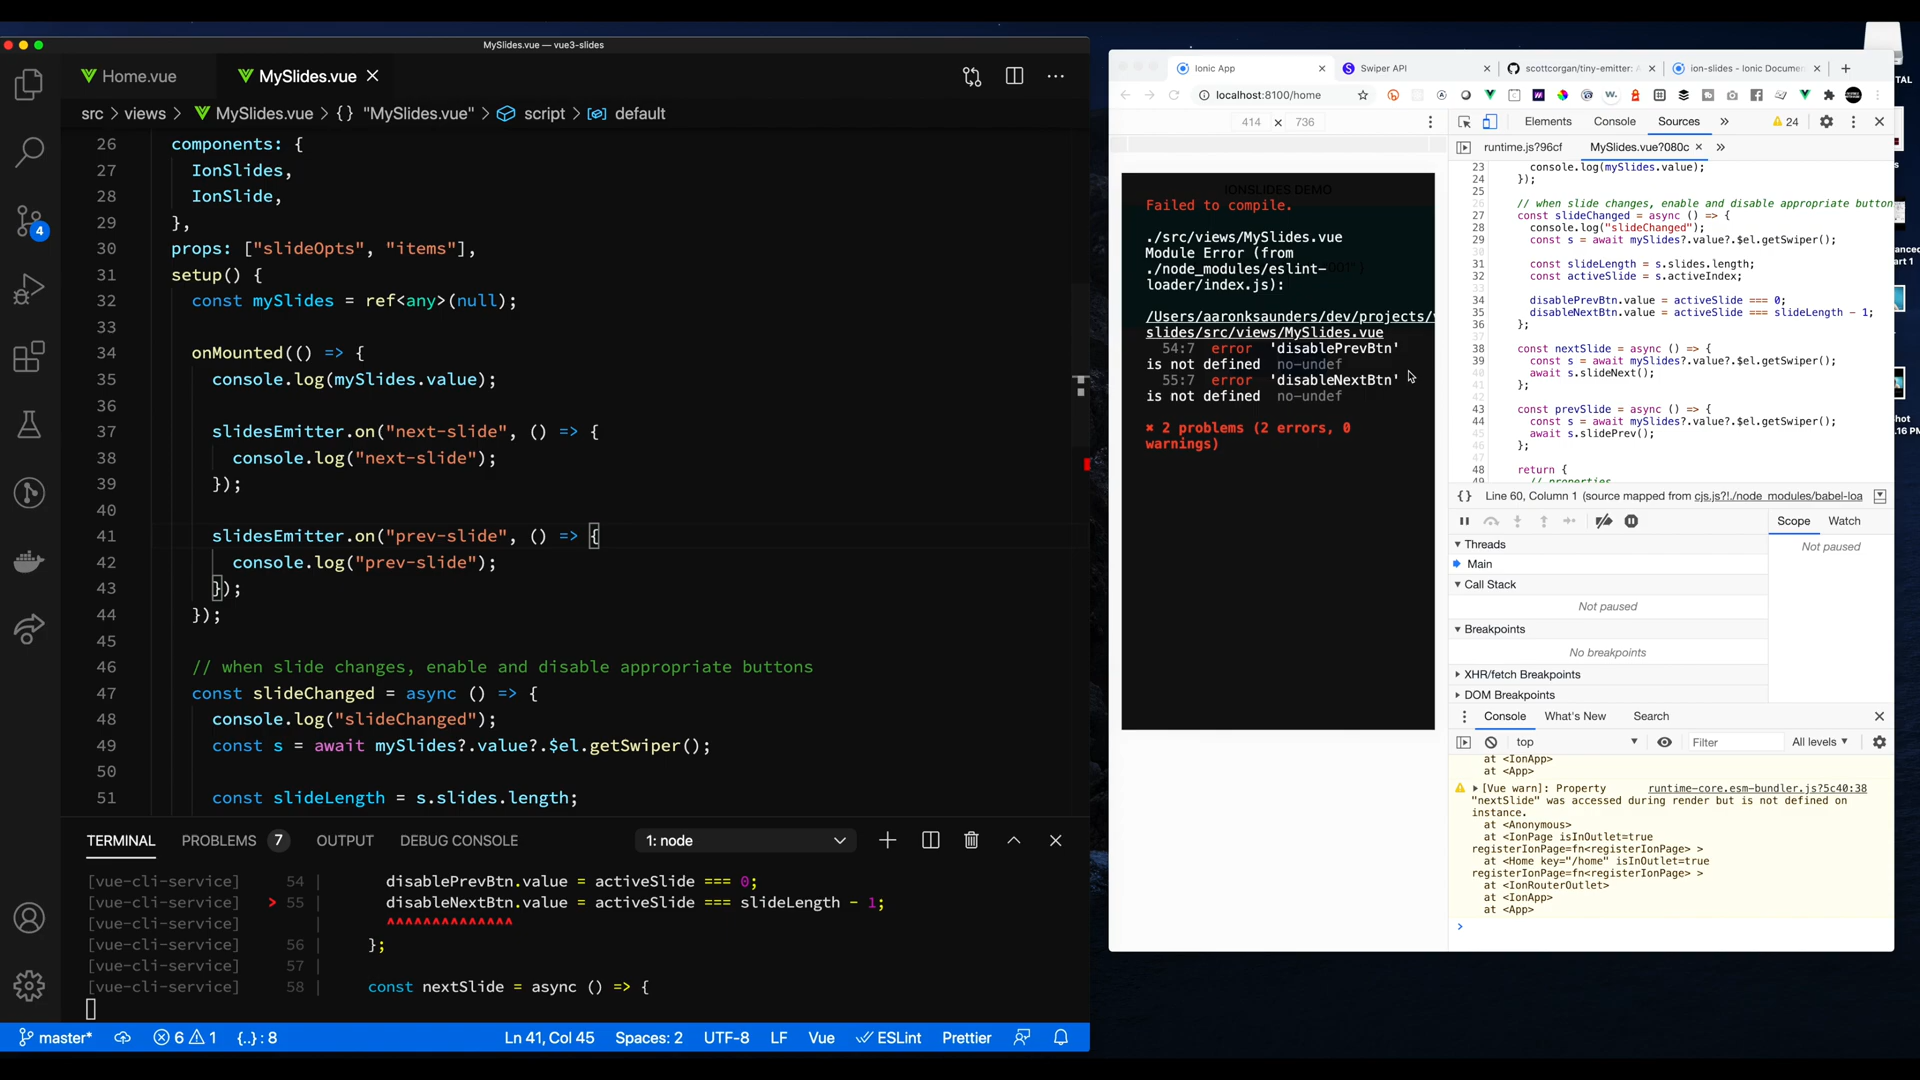 MySlides.vue — vue3-slides
Home.vue
MySlides.vue
src > views > MySlides.vue > {} "MySlides.vue" > script > default
26 components: {
27 IonSlides,
28 IonSlide,
29 },
30 props: ["slideOpts", "items"],
31 setup() {
32 const mySlides = ref<any>(null);
33
34 onMounted(() => {
35 console.log(mySlides.value);
36
37 slidesEmitter.on("next-slide", () => {
38 console.log("next-slide");
39 });
40
41 slidesEmitter.on("prev-slide", () => {
42 console.log("prev-slide");
43 });
44 });
45
46 // when slide changes, enable and disable appropriate buttons
47 const slideChanged = async () => {
48 console.log("slideChanged");
49 const s = await mySlides?.value?.$el.getSwiper();
50
51 const slideLength = s.slides.length;
4
TERMINAL PROBLEMS 7 OUTPUT DEBUG CONSOLE 1: node
[vue-cli-service] 54 | disablePrevBtn.value = activeSlide === 0;
[vue-cli-service] > 55 | disableNextBtn.value = activeSlide === slideLength - 1;
[vue-cli-service] | ^^^^^^^^^^^^^^
[vue-cli-service] 56 | };
[vue-cli-service] 57 |
[vue-cli-service] 58 | const nextSlide = async () => {
master* 6 1 {..} : 8 Ln 41, Col 45 Spaces: 2 UTF-8 LF Vue ESLint Prettier
Ionic App
Swiper API
scottcorgan/tiny-emitter: A
ion-slides - Ionic Documen
localhost:8100/home
414 × 736
IONSLIDES DEMO
Failed to compile.
./src/views/MySlides.vue
Module Error (from
./node_modules/eslint-
loader/index.js):
/Users/aaronksaunders/dev/projects/v
slides/src/views/MySlides.vue
54:7 error 'disablePrevBtn'
is not defined no-undef
55:7 error 'disableNextBtn'
is not defined no-undef
✖ 2 problems (2 errors, 0
warnings)
Elements Console Sources » 24
runtime.js?96cf MySlides.vue?080c × »
23 console.log(mySlides.value);
24 });
25
26 // when slide changes, enable and disable appropriate button
27 const slideChanged = async () => {
28 console.log("slideChanged");
29 const s = await mySlides?.value?.$el.getSwiper();
30
31 const slideLength = s.slides.length;
32 const activeSlide = s.activeIndex;
33
34 disablePrevBtn.value = activeSlide === 0;
35 disableNextBtn.value = activeSlide === slideLength - 1;
36 };
37
38 const nextSlide = async () => {
39 const s = await mySlides?.value?.$el.getSwiper();
40 await s.slideNext();
41 };
42
43 const prevSlide = async () => {
44 const s = await mySlides?.value?.$el.getSwiper();
45 await s.slidePrev();
46 };
47
48 return {
49 // properties
{} Line 60, Column 1 (source mapped from cjs.js?!./node_modules/babel-loa
Scope Watch
Not paused
Threads
Main
Call Stack
Not paused
Breakpoints
No breakpoints
XHR/fetch Breakpoints
DOM Breakpoints
Console What's New Search
top Filter All levels
at <IonApp>
at <App>
[Vue warn]: Property runtime-core.esm-bundler.js?5c40:38
"nextSlide" was accessed during render but is not defined on
instance.
at <Anonymous>
at <IonPage isInOutlet=true
registerIonPage=fn<registerIonPage> >
at <Home key="/home" isInOutlet=true
registerIonPage=fn<registerIonPage> >
at <IonRouterOutlet>
at <IonApp>
at <App>
TAL
anced
art 1
hot
.16 PM